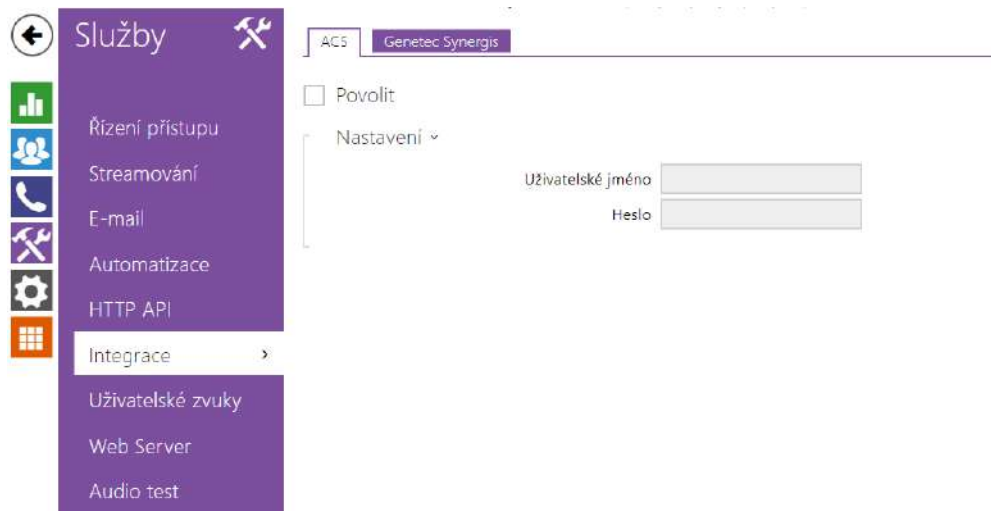 Služby
Řízení přístupu
Streamování
E-mail
Automatizace
HTTP API
Integrace
Uživatelské zvuky
Web Server
Audio test
ACS
Genetec Synergis
Povolit
Nastavení
Uživatelské jméno
Heslo